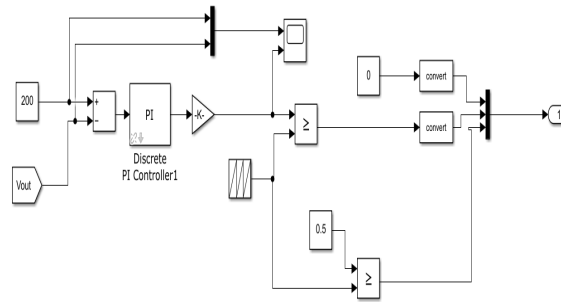 200
+
−
PI
Discrete
PI Controller1
-K-
Vout
≥
0
convert
convert
1
0.5
≥